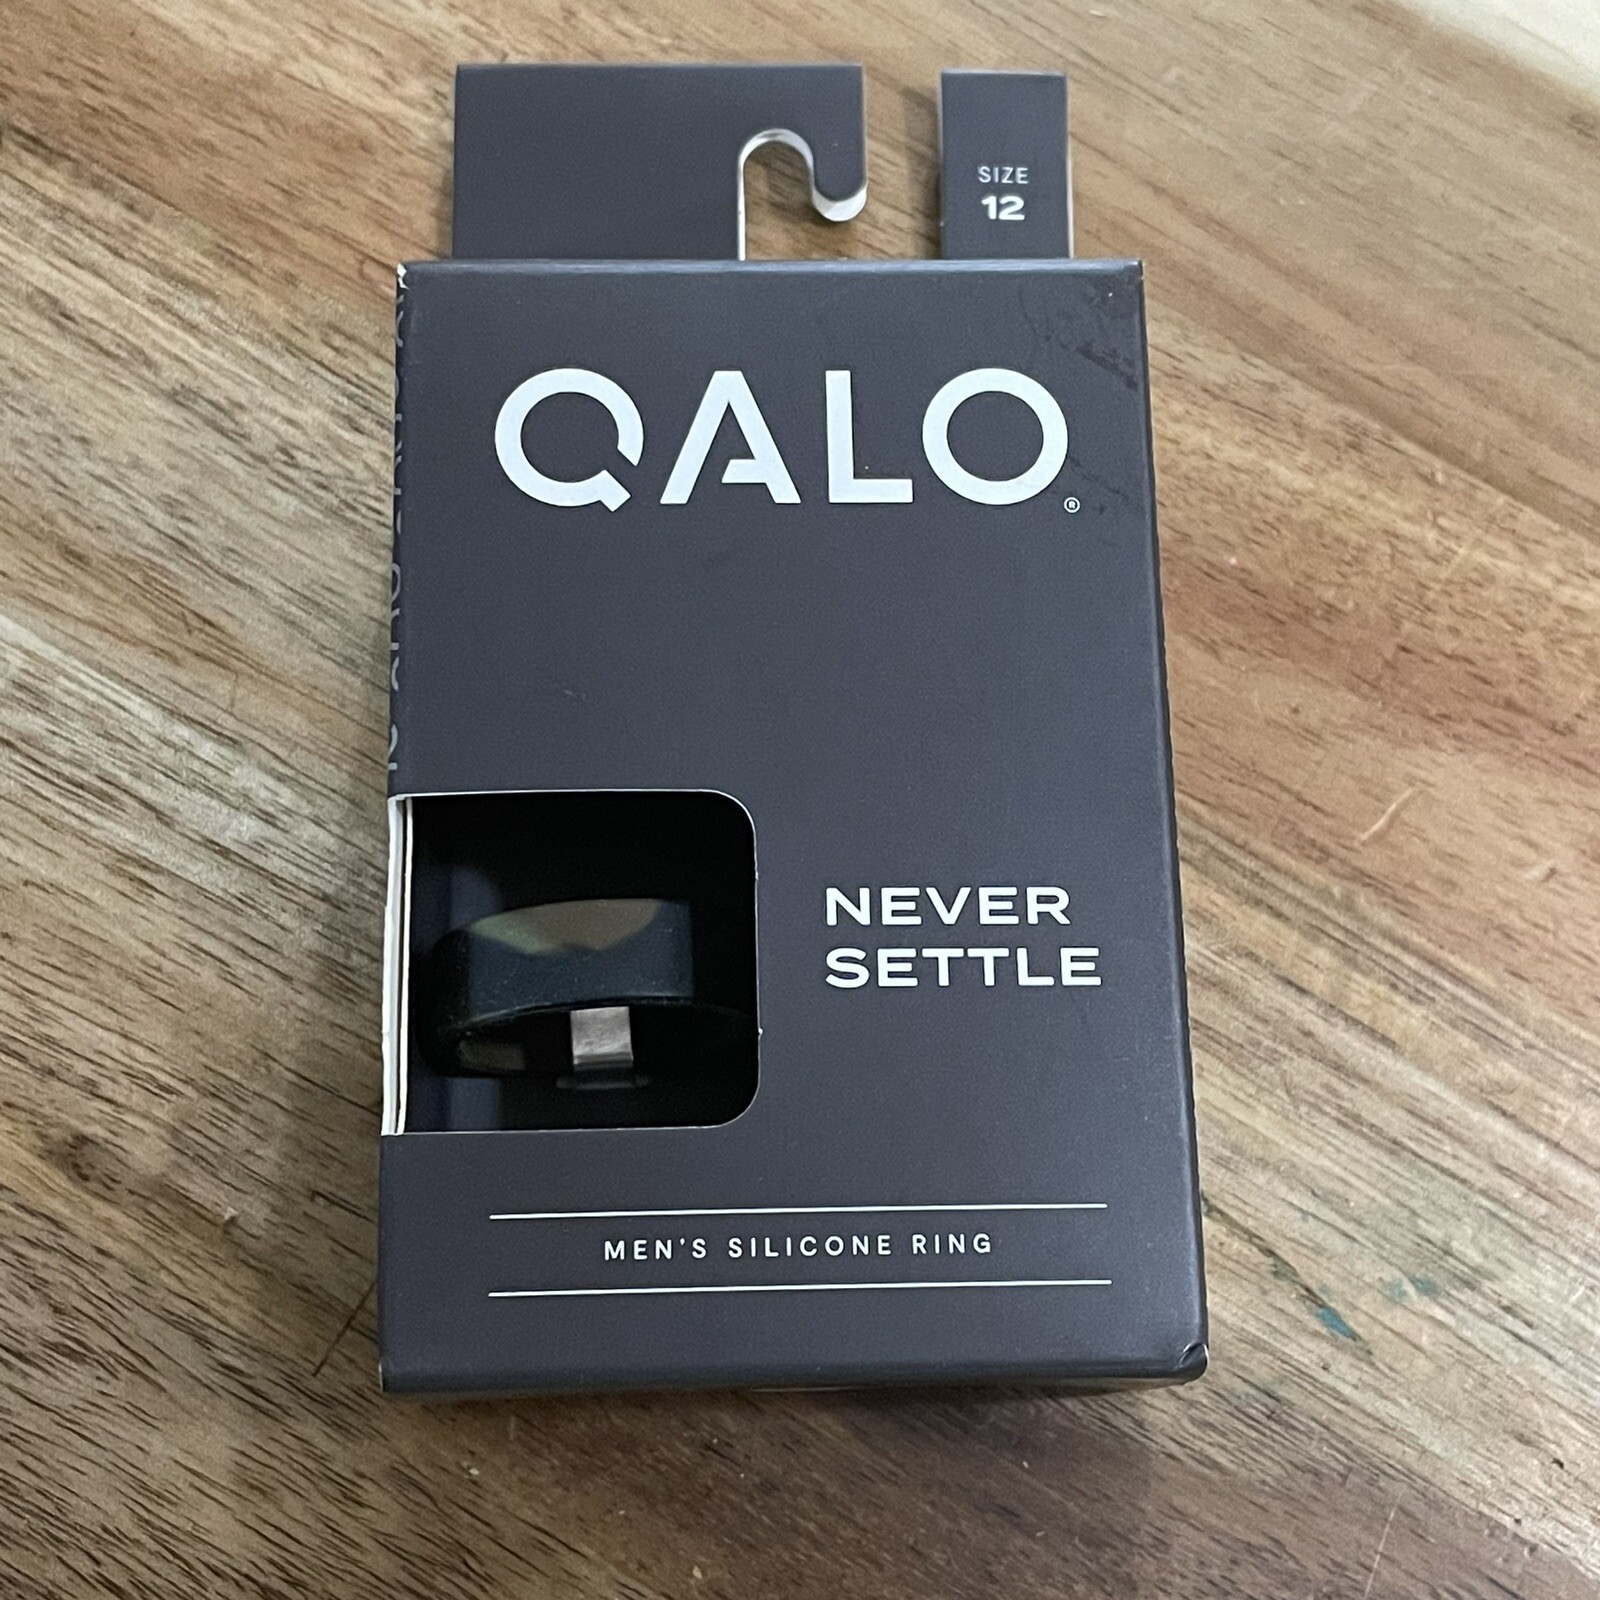 SIZE
12
QALO®
NEVER
SETTLE
MEN'S SILICONE RING